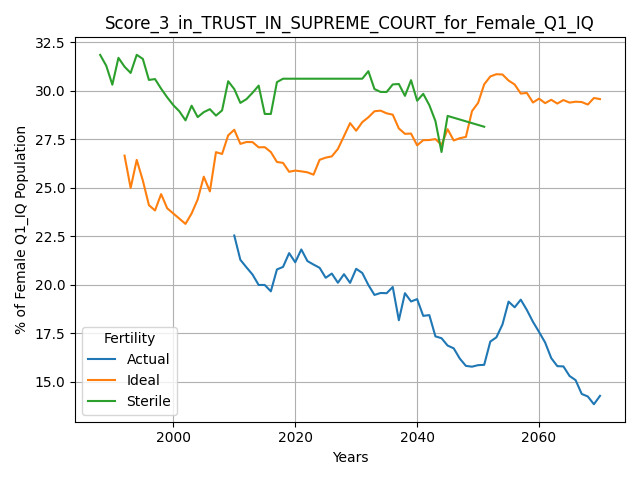 Score_3_in_TRUST_IN_SUPREME_COURT_for_Female_Q1_IQ
% of Female Q1_IQ Population
32.5
30.0
27.5
25.0
22.5
20.0
17.5
15.0
Fertility
Actual
Ideal
Sterile
2000
2020
2040
2060
Years